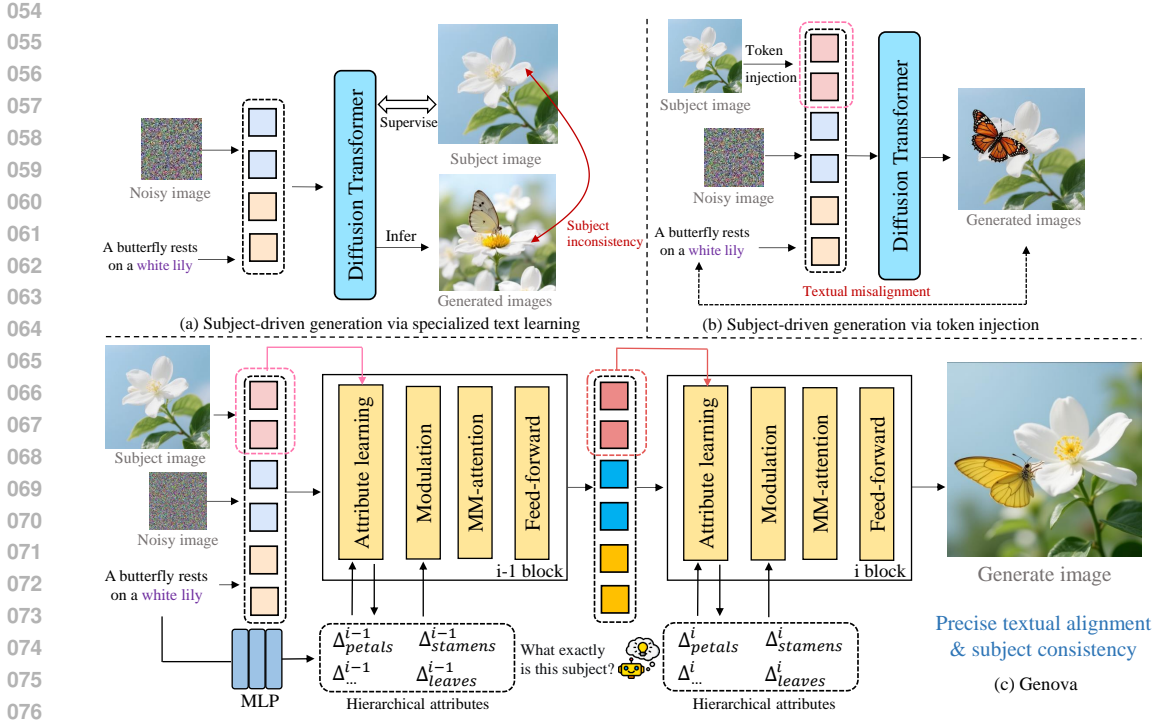 054
055
056
057
058
059
060
061
062
063
064
065
066
067
068
069
070
071
072
073
074
075
076
Noisy image
A butterfly rests
on a white lily
Diffusion Transformer
Supervise
Subject image
Infer
Subject
inconsistency
Generated images
(a) Subject-driven generation via specialized text learning
Subject image
Token
injection
Noisy image
A butterfly rests
on a white lily
Diffusion Transformer
Generated images
Textual misalignment
(b) Subject-driven generation via token injection
Subject image
Noisy image
A butterfly rests
on a white lily
MLP
Attribute learning
Modulation
MM-attention
Feed-forward
i-1 block
Δ^{i-1}_{petals} Δ^{i-1}_{stamens}
Δ^{i-1}_{...} Δ^{i-1}_{leaves}
Hierarchical attributes
What exactly
is this subject?
Attribute learning
Modulation
MM-attention
Feed-forward
i block
Δ^{i}_{petals} Δ^{i}_{stamens}
Δ^{i}_{...} Δ^{i}_{leaves}
Hierarchical attributes
Generate image
Precise textual alignment
& subject consistency
(c) Genova